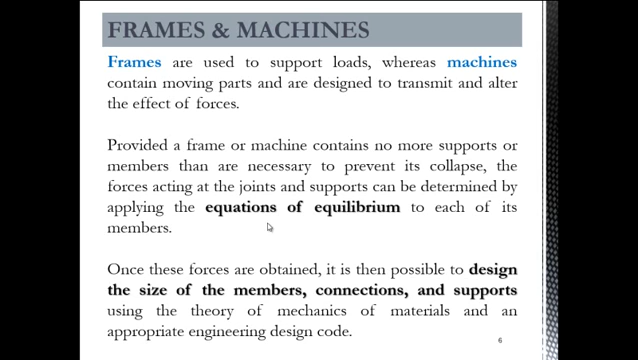 FRAMES & MACHINES
Frames are used to support loads, whereas machines
contain moving parts and are designed to transmit and alter
the effect of forces.
Provided a frame or machine contains no more supports or
members than are necessary to prevent its collapse, the
forces acting at the joints and supports can be determined by
applying the equations of equilibrium to each of its
members.
Once these forces are obtained, it is then possible to design
the size of the members, connections, and supports
using the theory of mechanics of materials and an
appropriate engineering design code.
6